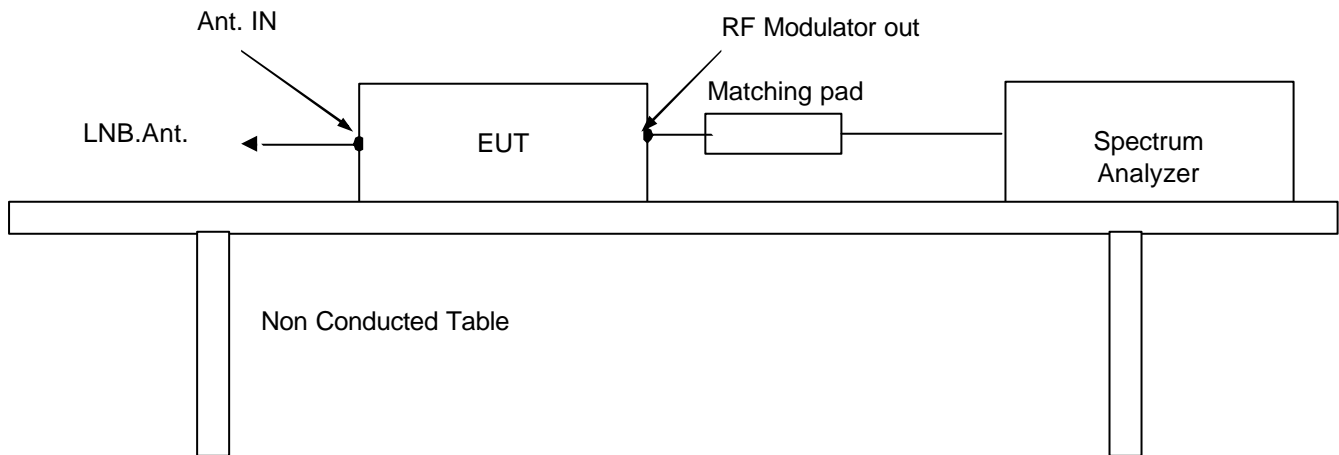 Ant. IN
RF Modulator out
Matching pad
LNB.Ant.
EUT
Spectrum
Analyzer
Non Conducted Table